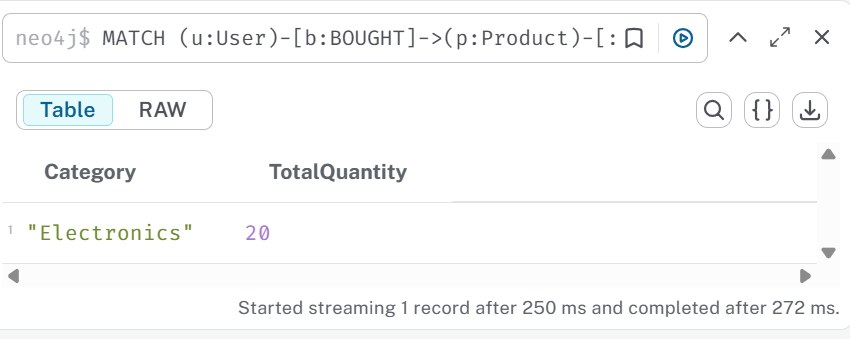 neo4j$ MATCH (u:User)-[b:BOUGHT]->(p:Product)-[:
Table RAW
Category TotalQuantity
1 "Electronics" 20
Started streaming 1 record after 250 ms and completed after 272 ms.